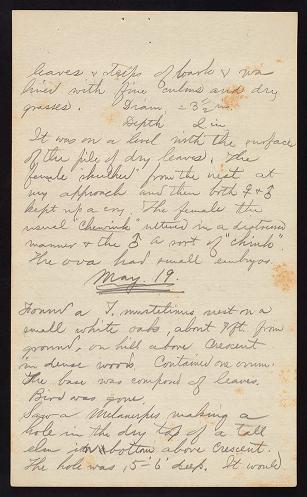 leaves & strips of bark & was
lined with fine culms and dry
grasses. Diam = 3 1/2 in.
Depth 2 in
It was on a level with the surface
of the pile of dry leaves. The
female from the nest at
my approach and then both ♀ & ♂
kept up a cry. The female the
usual "chewink" uttered in a distressed
manner & the ♂ a sort of "chink".
The ova had small embryos.
May. 19.
Found a T. mustelinus nest on a
small white oak, about 7 ft. from
ground, on hill above Crescent
in dense woods. Contained one ovum.
The base was composed of leaves.
Bird was gone.
Saw a Melanerpes making a
hole in the dry top of a tall
elm in bottom above Crescent.
The hole was 5'-6' deep. It would